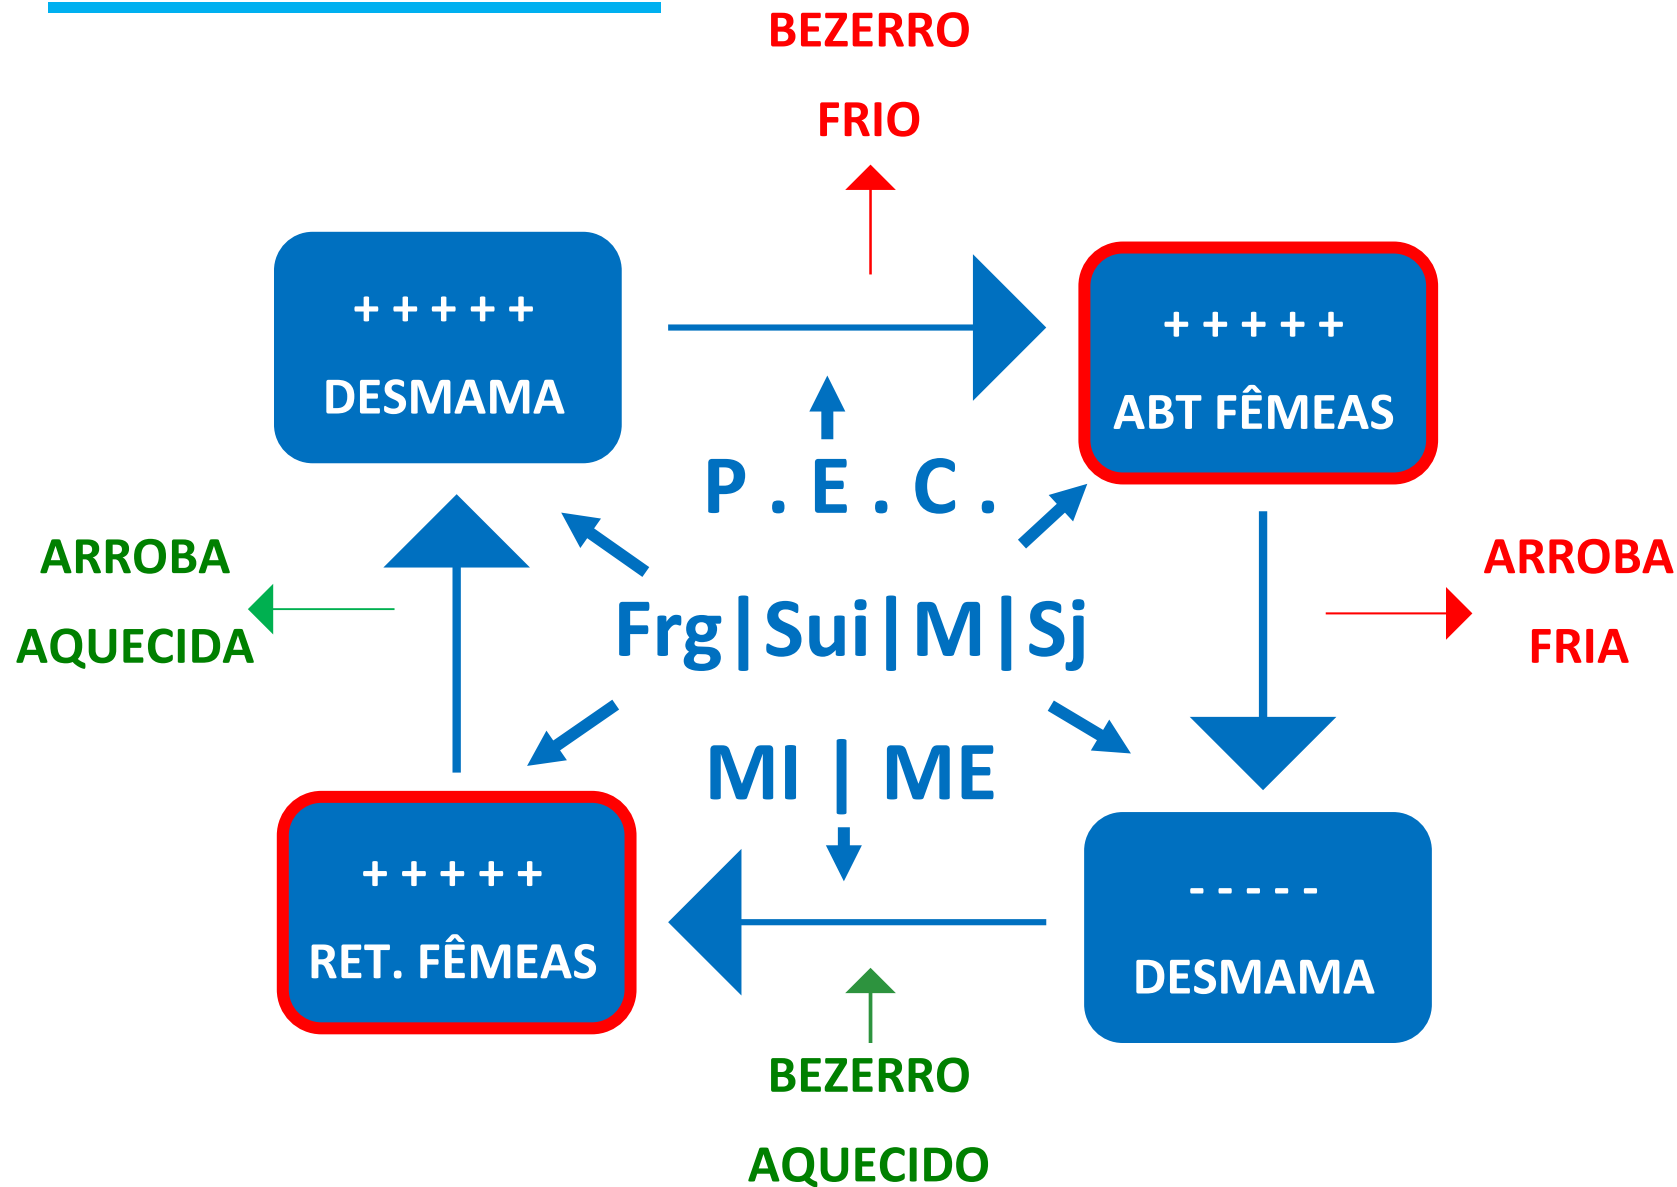 BEZERRO
FRIO
+ + + + +
DESMAMA
+ + + + +
ABT FÊMEAS
P . E . C .
ARROBA
AQUECIDA
Frg|Sui|M|Sj
ARROBA
FRIA
MI | ME
+ + + + +
RET. FÊMEAS
- - - - -
DESMAMA
BEZERRO
AQUECIDO